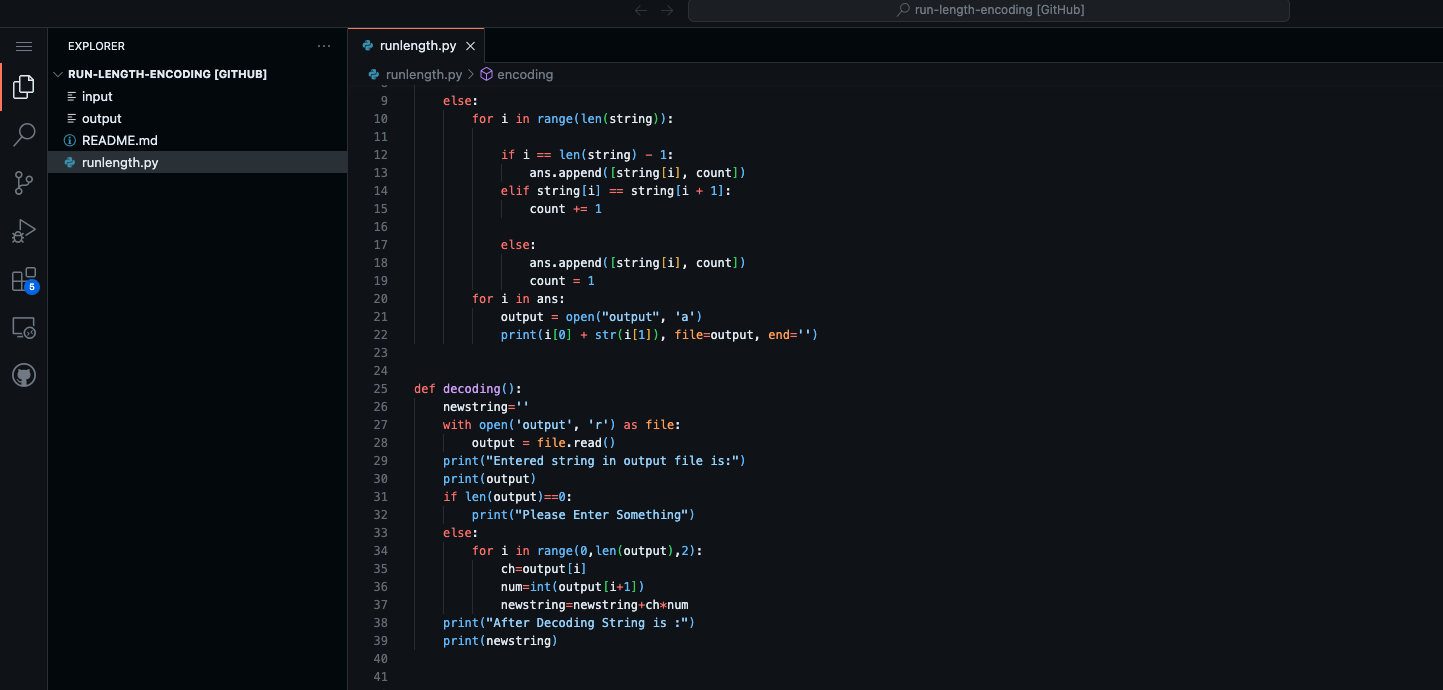 run-length-encoding [GitHub]
EXPLORER
RUN-LENGTH-ENCODING [GITHUB]
input
output
README.md
runlength.py
5
runlength.py
runlength.py > encoding
9 else:
10 for i in range(len(string)):
11
12 if i == len(string) - 1:
13 ans.append([string[i], count])
14 elif string[i] == string[i + 1]:
15 count += 1
16
17 else:
18 ans.append([string[i], count])
19 count = 1
20 for i in ans:
21 output = open("output", 'a')
22 print(i[0] + str(i[1]), file=output, end='')
23
24
25 def decoding():
26 newstring=''
27 with open('output', 'r') as file:
28 output = file.read()
29 print("Entered string in output file is:")
30 print(output)
31 if len(output)==0:
32 print("Please Enter Something")
33 else:
34 for i in range(0,len(output),2):
35 ch=output[i]
36 num=int(output[i+1])
37 newstring=newstring+ch*num
38 print("After Decoding String is :")
39 print(newstring)
40
41